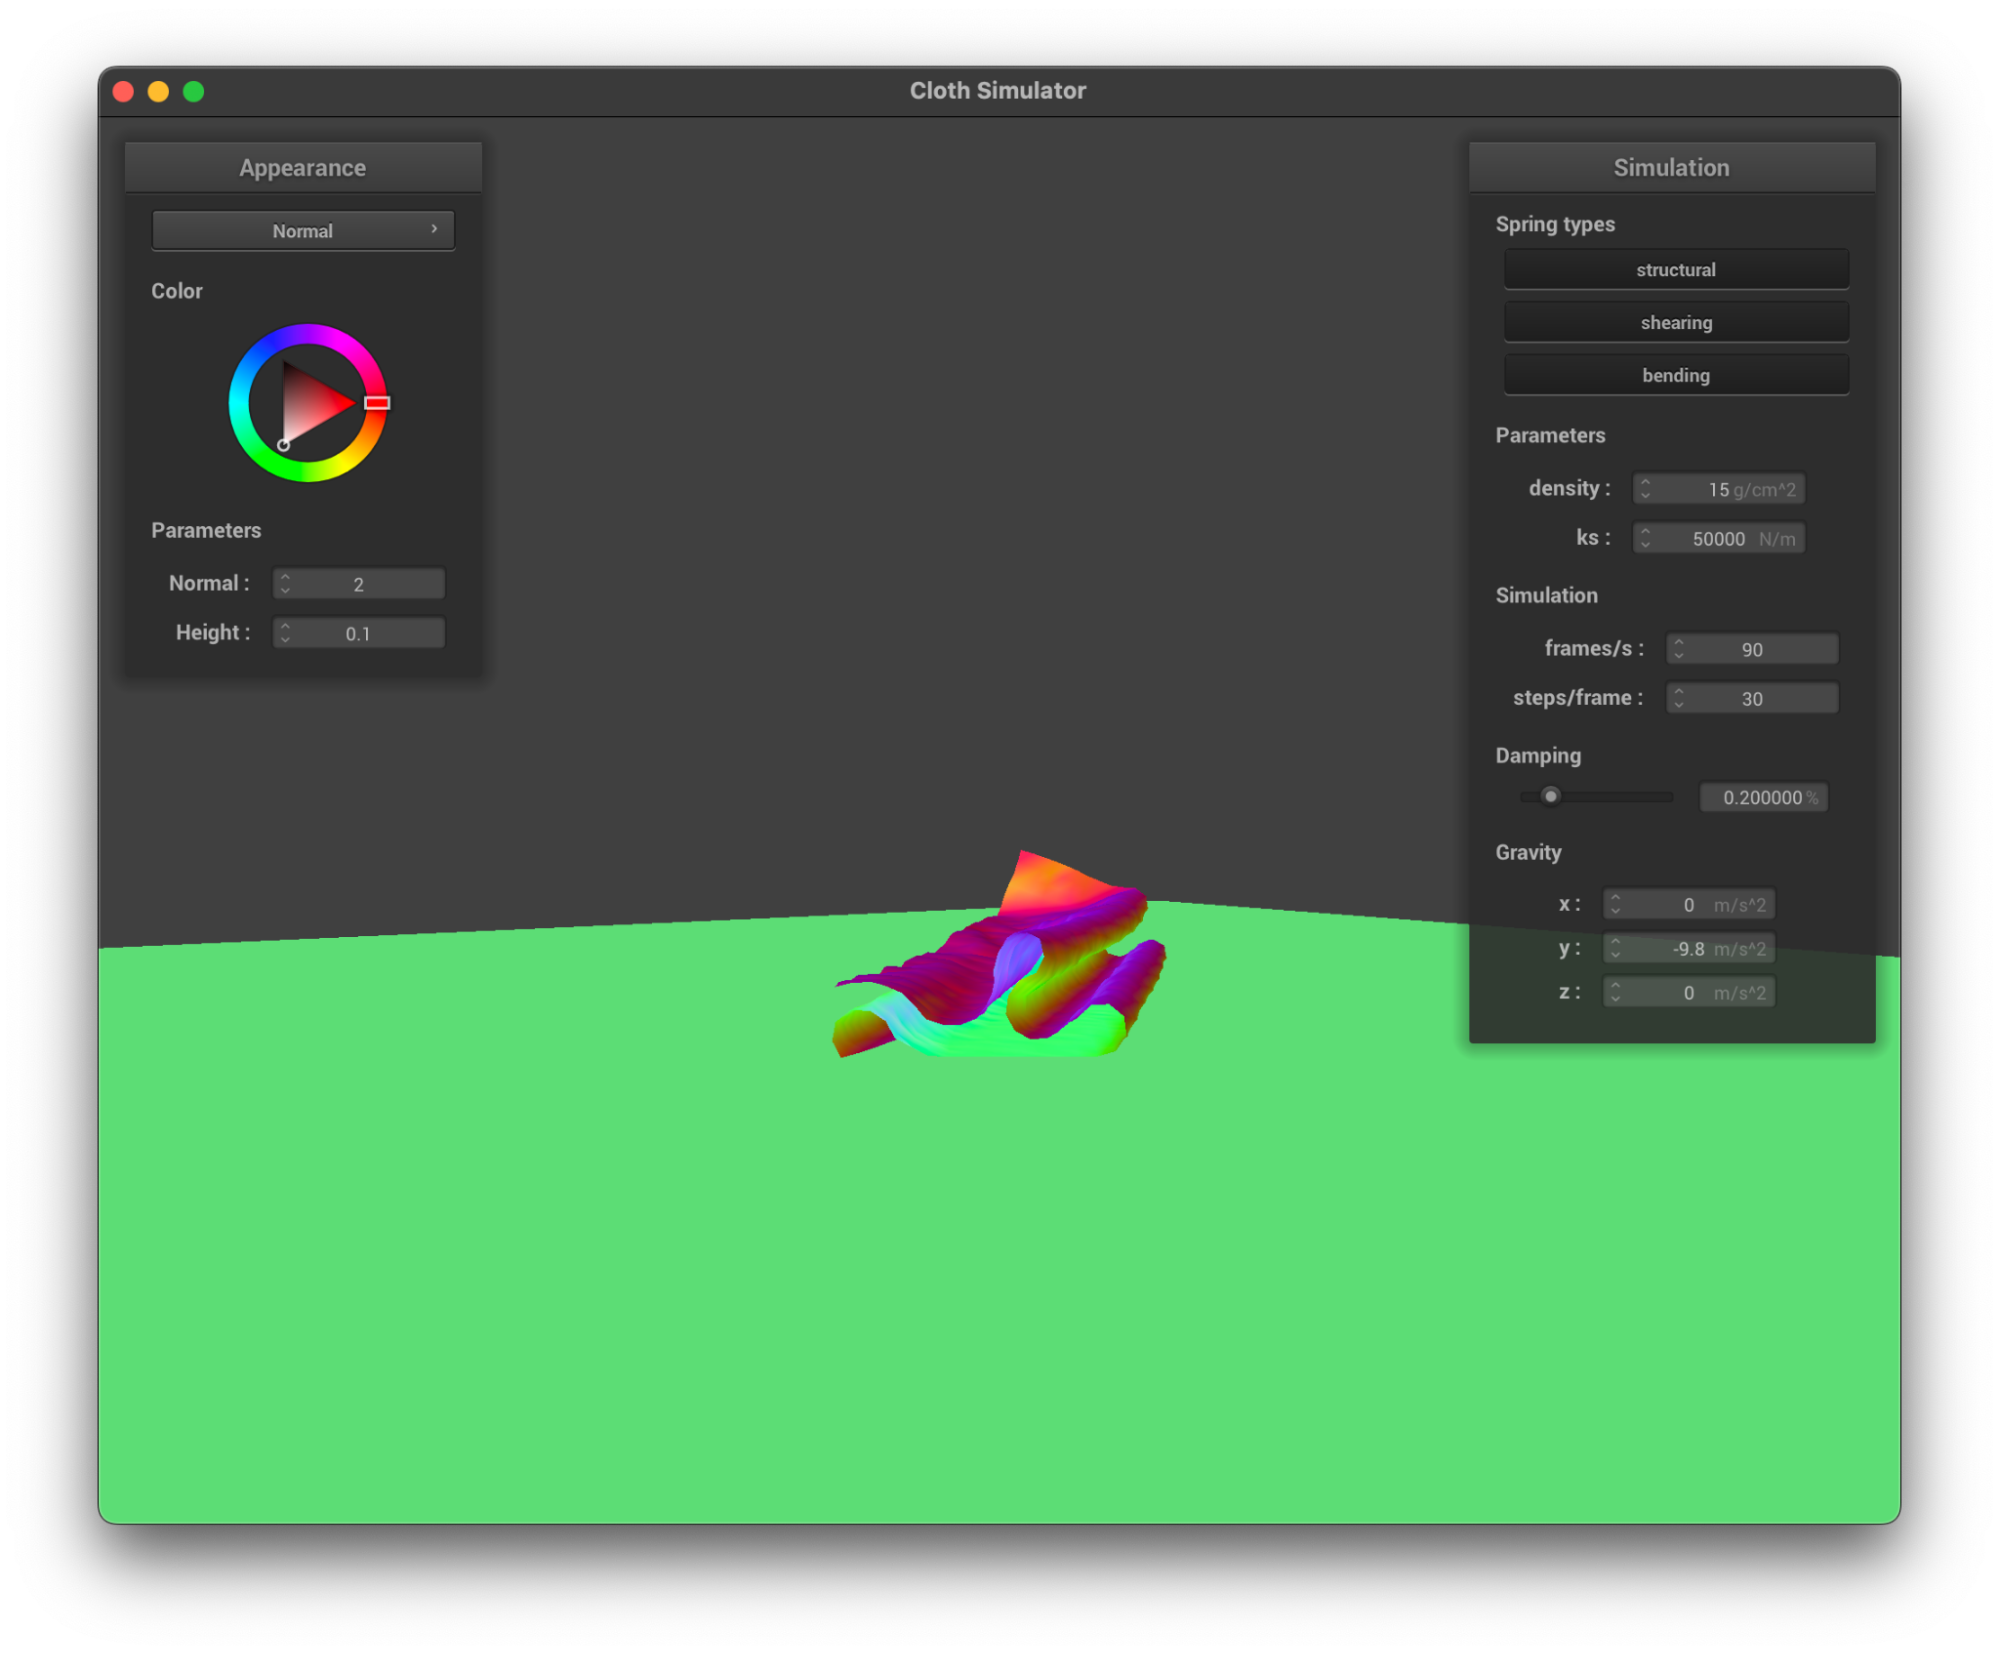 Cloth Simulator
Appearance
Normal
Color
Parameters
Normal : 2
Height : 0.1
Simulation
Spring types
structural
shearing
bending
Parameters
density : 15 g/cm^2
ks : 50000 N/m
Simulation
frames/s : 90
steps/frame : 30
Damping
0.200000 %
Gravity
x : 0 m/s^2
y : -9.8 m/s^2
z : 0 m/s^2